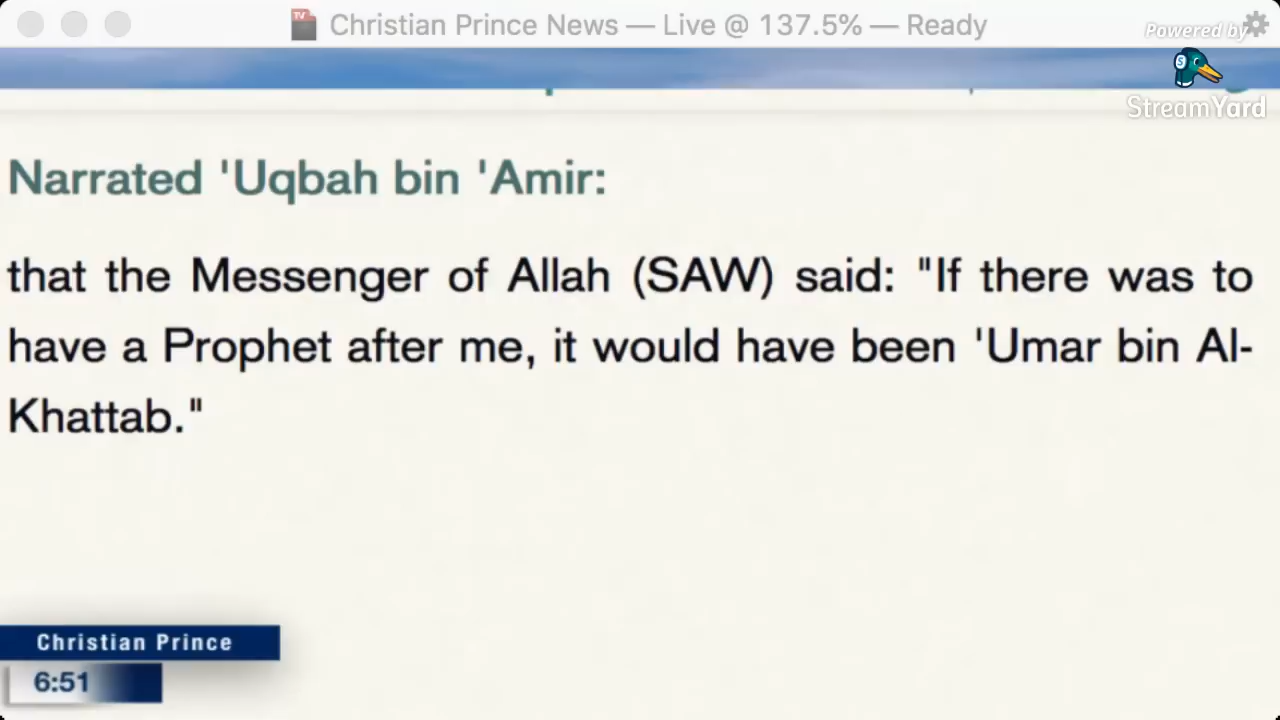 Christian Prince News — Live @ 137.5% — Ready
Powered by
StreamYard
Narrated 'Uqbah bin 'Amir:
that the Messenger of Allah (SAW) said: "If there was to
have a Prophet after me, it would have been 'Umar bin Al-
Khattab."
Christian Prince
6:51